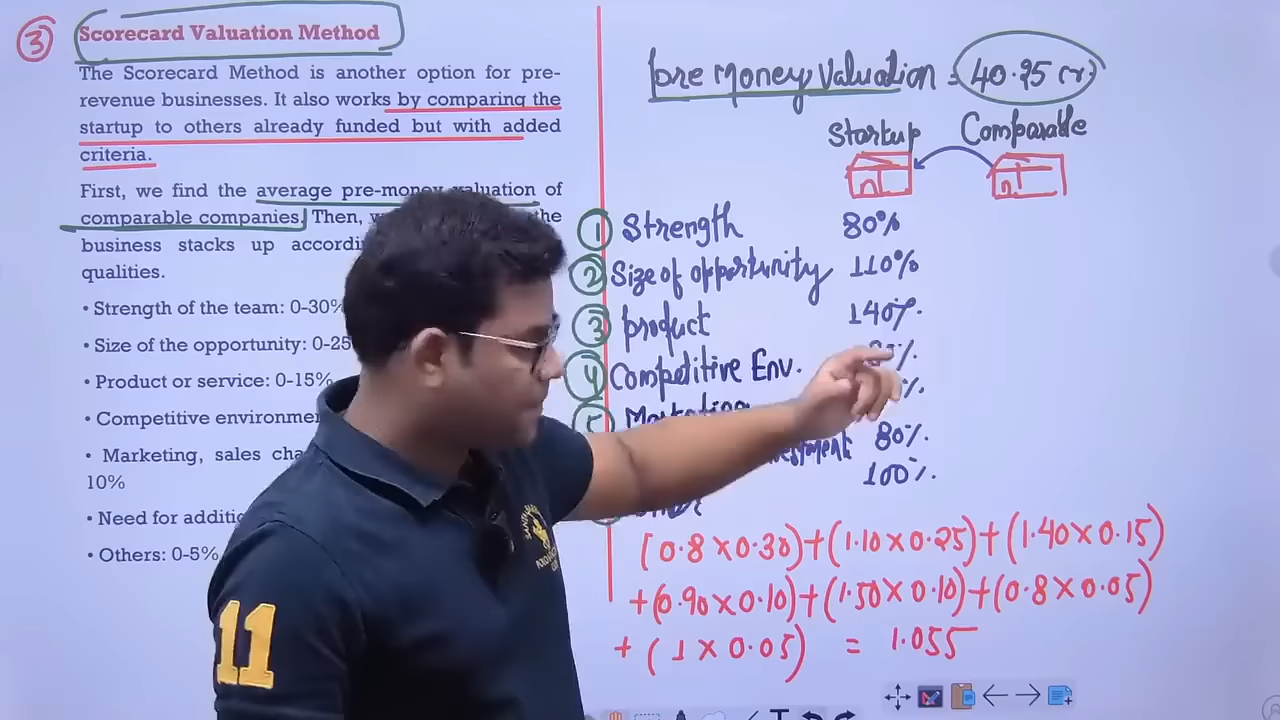 ③ Scorecard Valuation Method
The Scorecard Method is another option for pre-
revenue businesses. It also works by comparing the
startup to others already funded but with added
criteria.
First, we find the average pre-money valuation of
comparable companies. Then, the
business stacks up
qualities.
• Strength of the team: 0-30%
• Size of the opportunity: 0-25
• Product or service: 0-15%
• Competitive
• Marketing, sales
10%
• Need for
• Others: 0-5%
pre Money Valuation = 40.25 cr
Startup Comparable
① Strength 80%
② Size of opportunity 110%
③ product 140%.
④ Competitive Env. %.
⑤ Marketing %.
80%.
100%.
(0.8 × 0.30) + (1.10 × 0.25) + (1.40 × 0.15)
+ (0.90 × 0.10) + (1.50 × 0.10) + (0.8 × 0.05)
+ (1 × 0.05) = 1.055
11